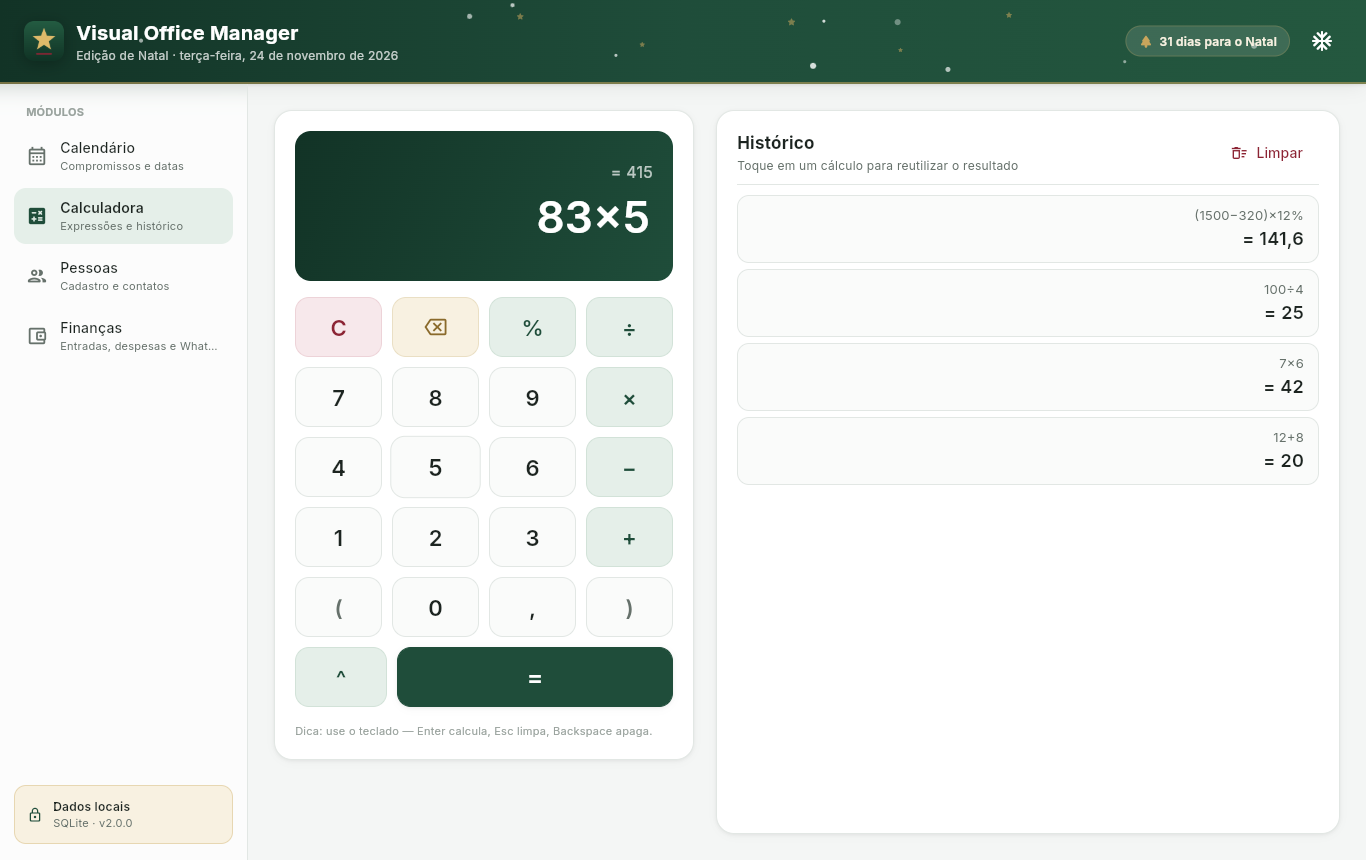 Visual Office Manager
Edição de Natal · terça-feira, 24 de novembro de 2026
31 dias para o Natal
MÓDULOS
Calendário
Compromissos e datas
Calculadora
Expressões e histórico
Pessoas
Cadastro e contatos
Finanças
Entradas, despesas e What...
Dados locais
SQLite · v2.0.0
= 415
83×5
C
%
÷
7
8
9
×
4
5
6
−
1
2
3
+
(
0
,
)
^
=
Dica: use o teclado — Enter calcula, Esc limpa, Backspace apaga.
Histórico
Toque em um cálculo para reutilizar o resultado
Limpar
(1500−320)×12%
= 141,6
100÷4
= 25
7×6
= 42
12+8
= 20